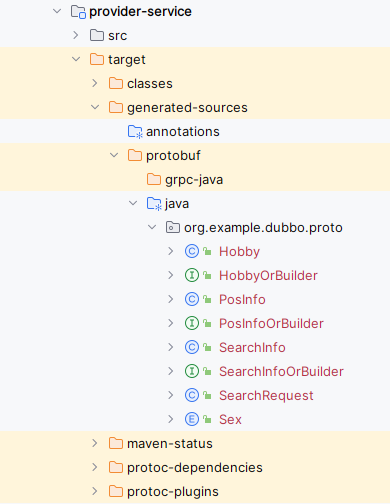 provider-service
src
target
classes
generated-sources
annotations
protobuf
grpc-java
java
org.example.dubbo.proto
Hobby
HobbyOrBuilder
PosInfo
PosInfoOrBuilder
SearchInfo
SearchInfoOrBuilder
SearchRequest
Sex
maven-status
protoc-dependencies
protoc-plugins